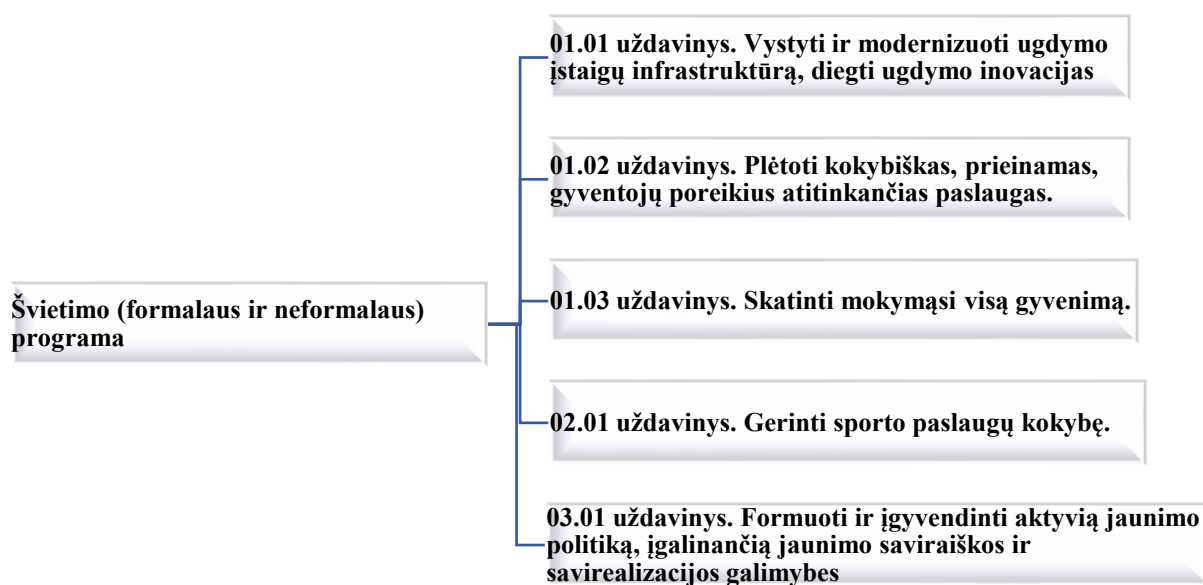 01.01 uždavinys. Vystyti ir modernizuoti ugdymo
įstaigų infrastruktūrą, diegti ugdymo inovacijas
01.02 uždavinys. Plėtoti kokybiškas, prieinamas,
gyventojų poreikius atitinkančias paslaugas.
Švietimo (formalaus ir neformalaus)
programa
01.03 uždavinys. Skatinti mokymąsi visą gyvenimą.
02.01 uždavinys. Gerinti sporto paslaugų kokybę.
03.01 uždavinys. Formuoti ir įgyvendinti aktyvią jaunimo
politiką, įgalinančią jaunimo saviraiškos ir
savirealizacijos galimybes